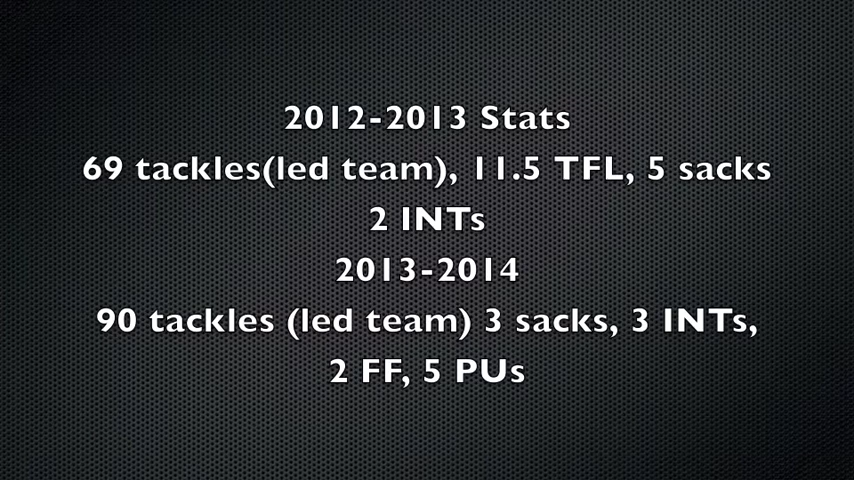 2012-2013 Stats
69 tackles(led team), 11.5 TFL, 5 sacks
2 INTs
2013-2014
90 tackles (led team) 3 sacks, 3 INTs,
2 FF, 5 PUs